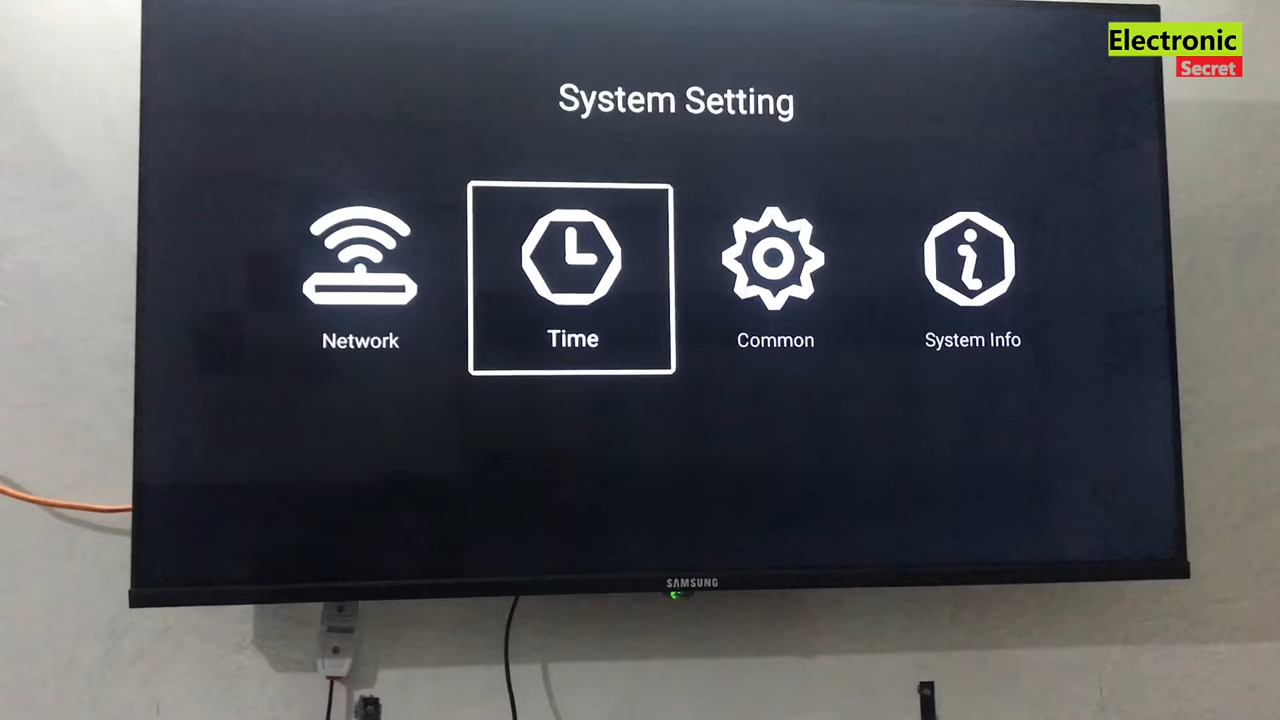 Electronic
Secret
System Setting
Network
Time
Common
System Info
SAMSUNG